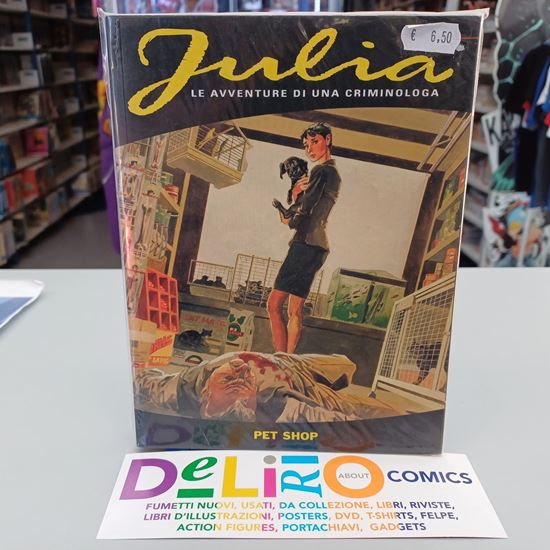 € 6,50
Julia
LE AVVENTURE DI UNA CRIMINOLOGA
PET SHOP
DeLiRiO
ABOUT
COMICS
FUMETTI NUOVI, USATI, DA COLLEZIONE, LIBRI, RIVISTE,
LIBRI D'ILLUSTRAZIONI, POSTERS, DVD, T-SHIRTS, FELPE,
ACTION FIGURES, PORTACHIAVI, GADGETS